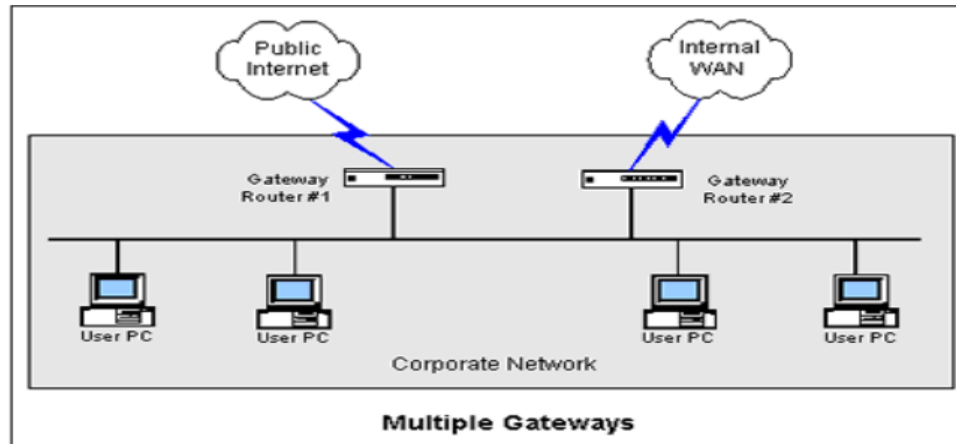 Public
Internet
Internal
WAN
Gateway
Router #1
Gateway
Router #2
User PC
User PC
User PC
User PC
Corporate Network
Multiple Gateways